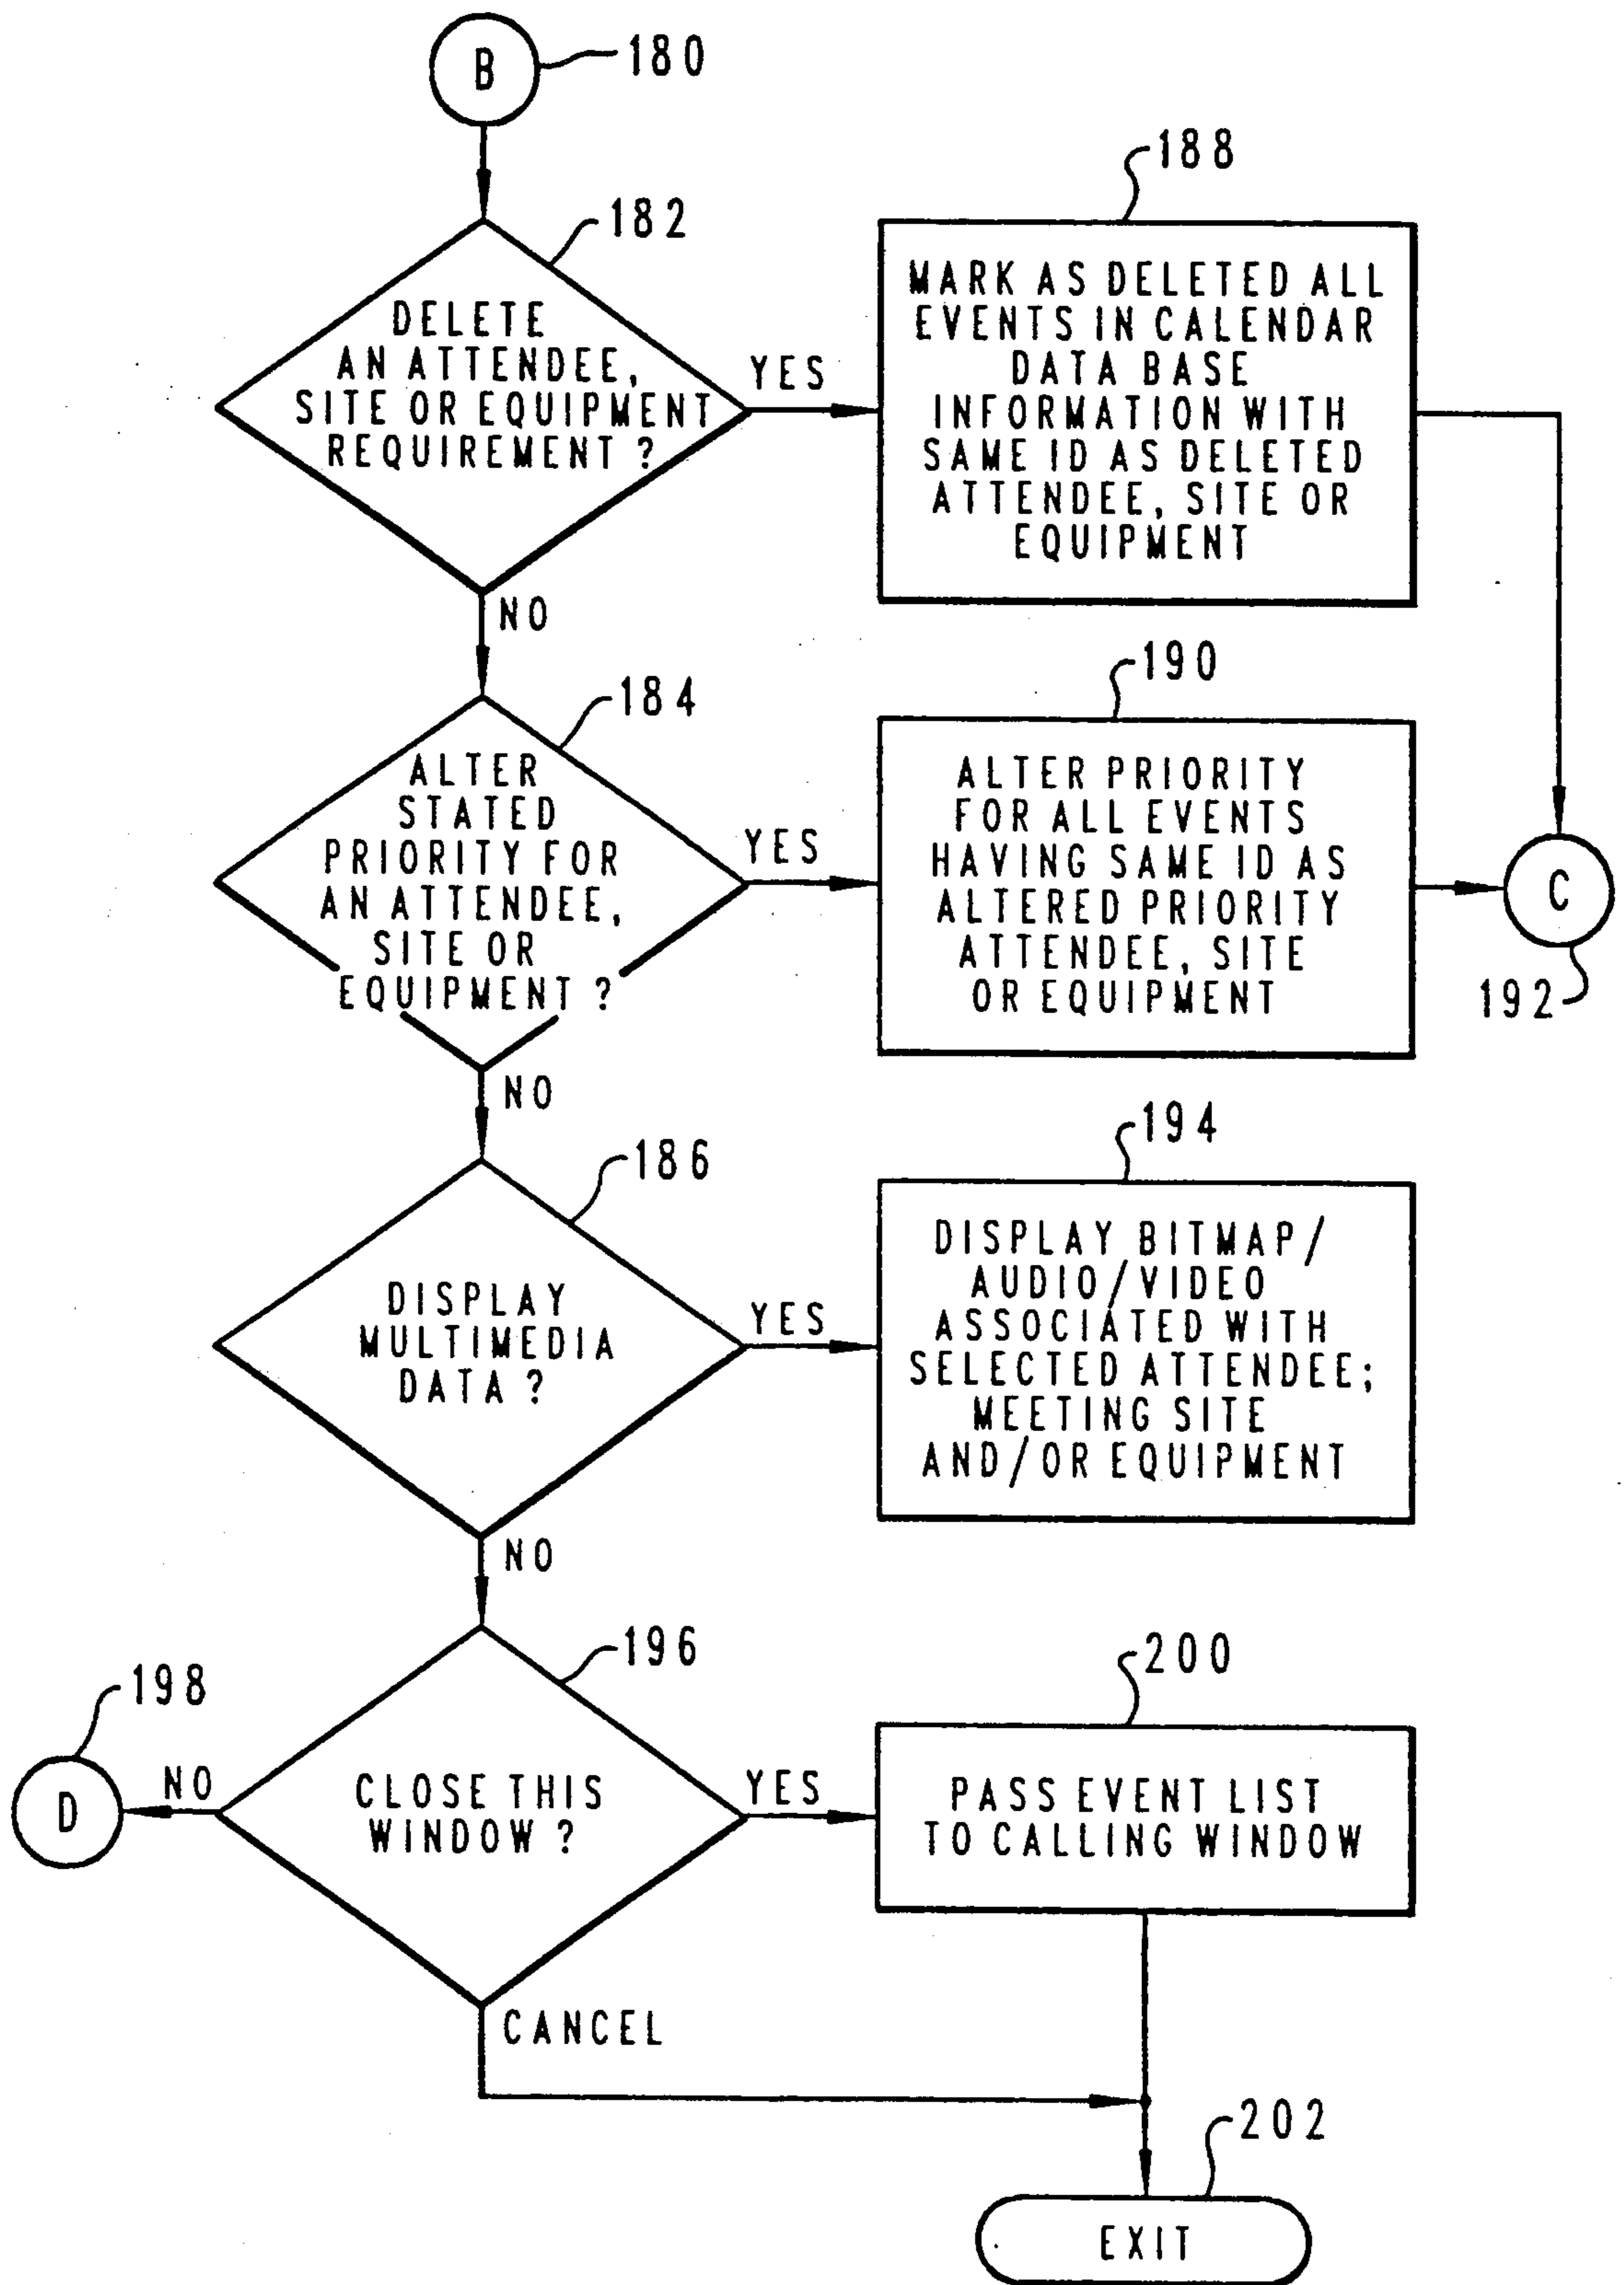 B
180
182
DELETE
AN ATTENDEE,
SITE OR EQUIPMENT
REQUIREMENT ?
YES
188
MARK AS DELETED ALL
EVENTS IN CALENDAR
DATA BASE
INFORMATION WITH
SAME ID AS DELETED
ATTENDEE, SITE OR
EQUIPMENT
NO
184
ALTER
STATED
PRIORITY FOR
AN ATTENDEE,
SITE OR
EQUIPMENT ?
YES
190
ALTER PRIORITY
FOR ALL EVENTS
HAVING SAME ID AS
ALTERED PRIORITY
ATTENDEE, SITE
OR EQUIPMENT
C
192
NO
186
DISPLAY
MULTIMEDIA
DATA ?
YES
194
DISPLAY BITMAP/
AUDIO/VIDEO
ASSOCIATED WITH
SELECTED ATTENDEE;
MEETING SITE
AND/OR EQUIPMENT
NO
196
198
D
NO
CLOSE THIS
WINDOW ?
YES
200
PASS EVENT LIST
TO CALLING WINDOW
CANCEL
202
EXIT